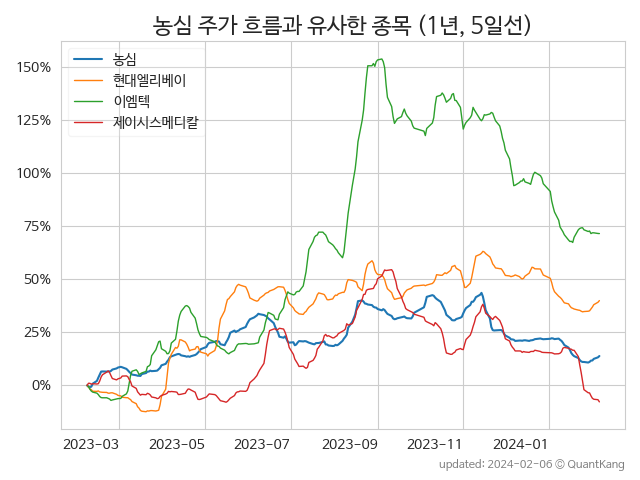 농심 주가 흐름과 유사한 종목 (1년, 5일선)
농심
현대엘리베이
이엠텍
제이시스메디칼
150%
125%
100%
75%
50%
25%
0%
2023-03 2023-05 2023-07 2023-09 2023-11 2024-01
updated: 2024-02-06 © QuantKang